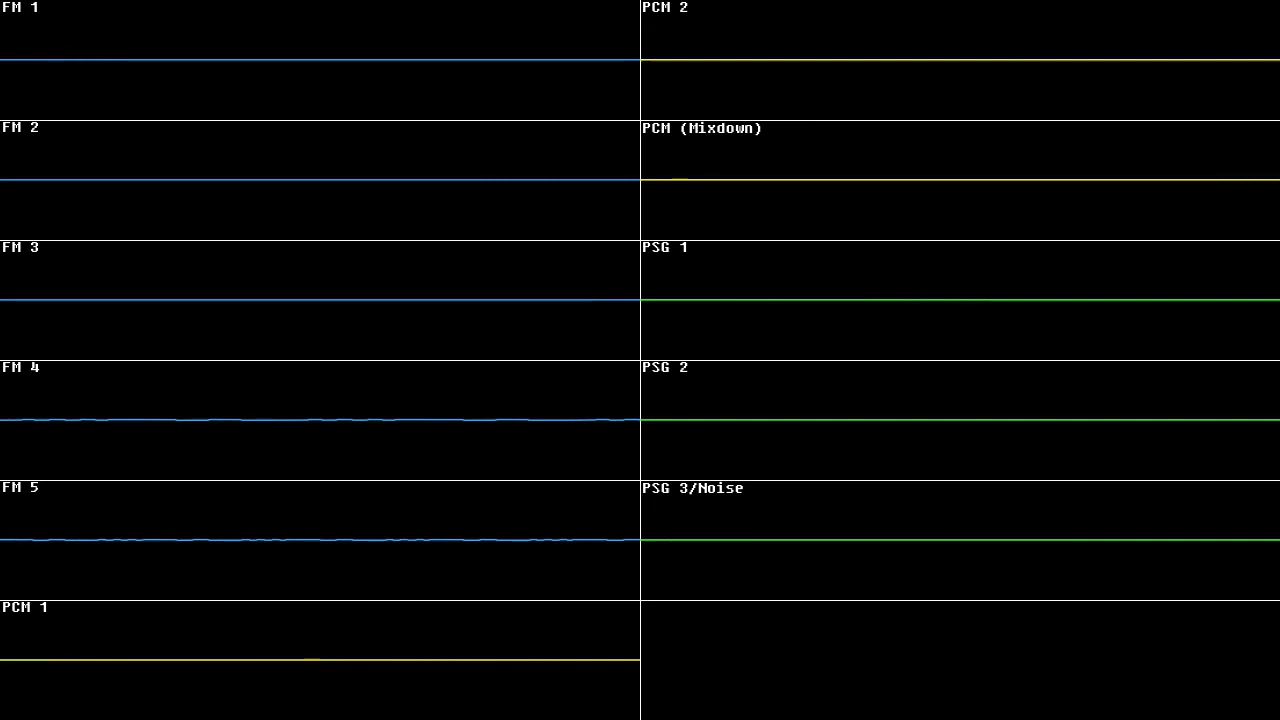 FM 1
FM 2
FM 3
FM 4
FM 5
PCM 1
PCM 2
PCM (Mixdown)
PSG 1
PSG 2
PSG 3/Noise